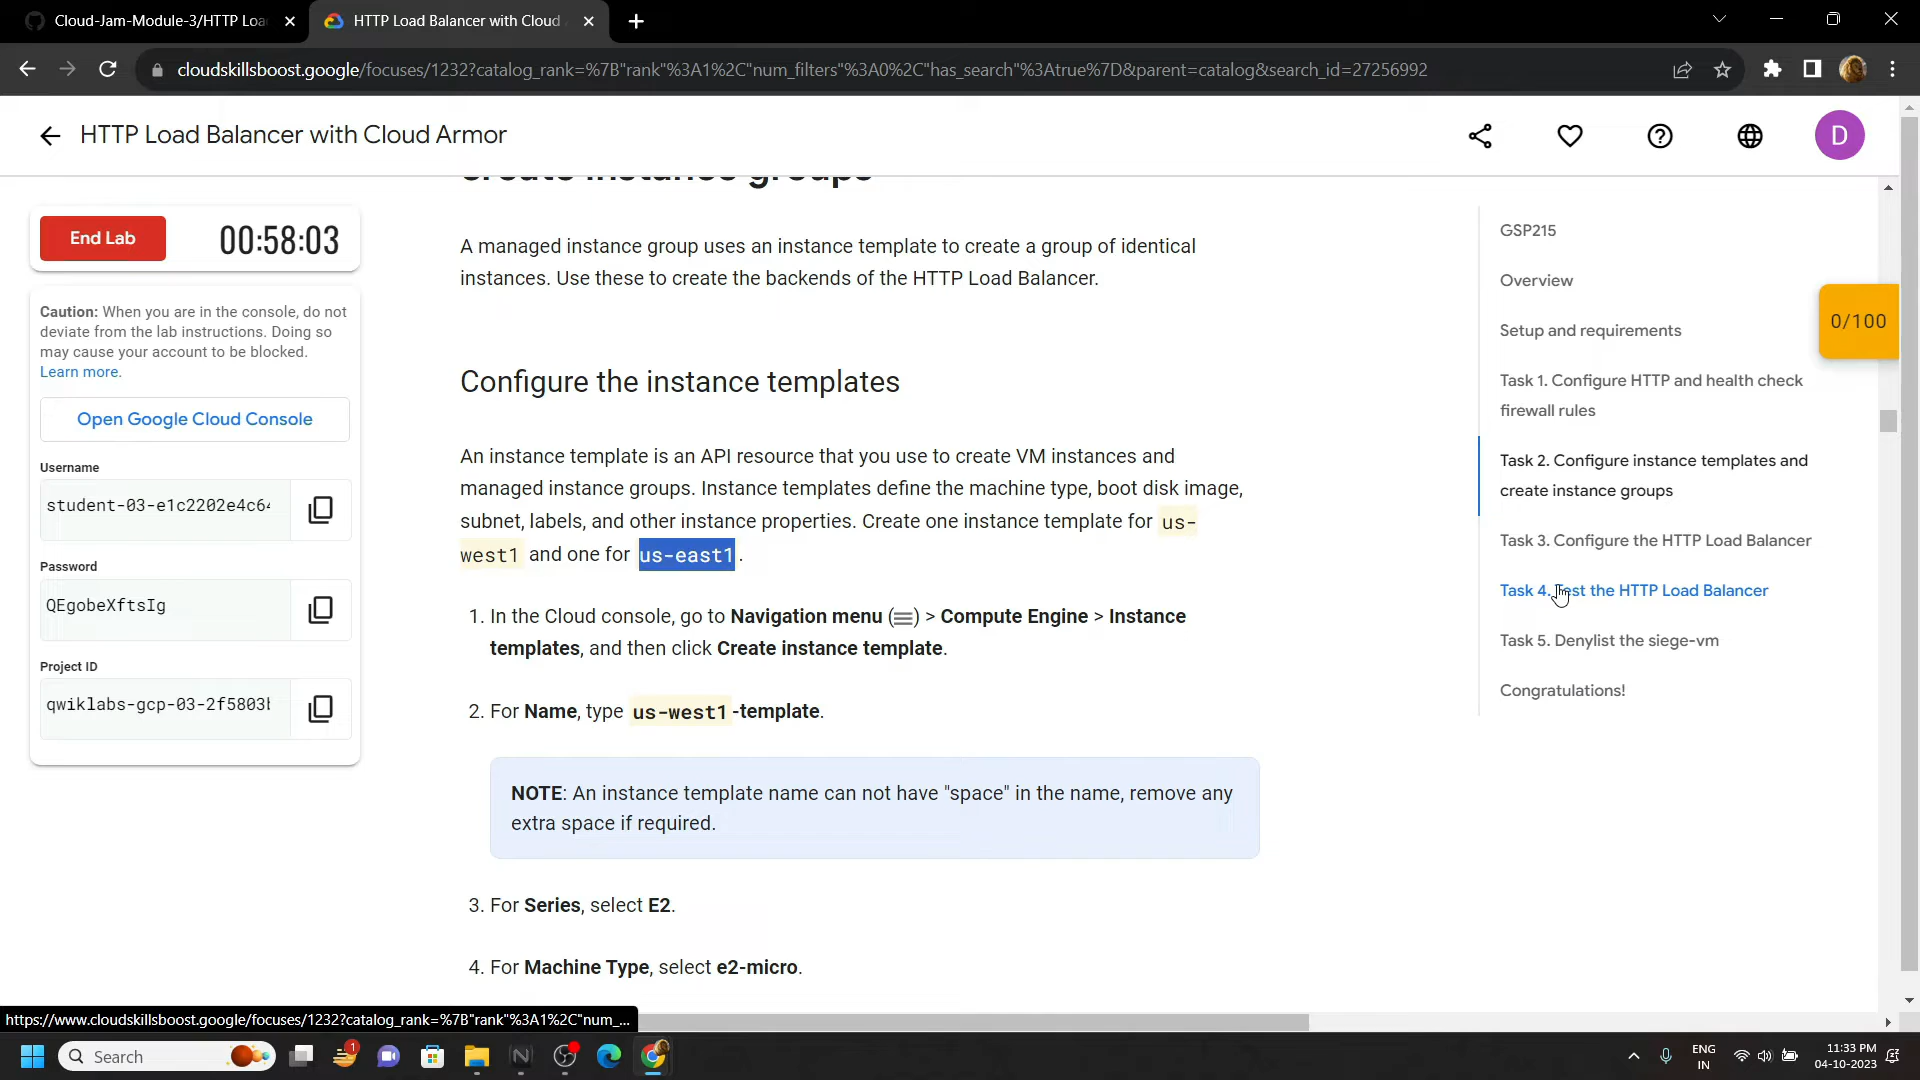 Cloud-Jam-Module-3/HTTP Loa
HTTP Load Balancer with Cloud
cloudskillsboost.google/focuses/1232?catalog_rank=%7B"rank"%3A1%2C"num_filters"%3A0%2C"has_search"%3Atrue%7D&parent=catalog&search_id=27256992
HTTP Load Balancer with Cloud Armor
D
create instance groups
End Lab
00:58:03
Caution: When you are in the console, do not
deviate from the lab instructions. Doing so
may cause your account to be blocked.
Learn more.
Open Google Cloud Console
Username
student-03-e1c2202e4c64
Password
QEgobeXftsIg
Project ID
qwiklabs-gcp-03-2f5803b
A managed instance group uses an instance template to create a group of identical
instances. Use these to create the backends of the HTTP Load Balancer.
Configure the instance templates
An instance template is an API resource that you use to create VM instances and
managed instance groups. Instance templates define the machine type, boot disk image,
subnet, labels, and other instance properties. Create one instance template for us-
west1 and one for us-east1.
1. In the Cloud console, go to Navigation menu (≡) > Compute Engine > Instance
templates, and then click Create instance template.
2. For Name, type us-west1-template.
NOTE: An instance template name can not have "space" in the name, remove any
extra space if required.
3. For Series, select E2.
4. For Machine Type, select e2-micro.
GSP215
Overview
Setup and requirements
Task 1. Configure HTTP and health check
firewall rules
Task 2. Configure instance templates and
create instance groups
Task 3. Configure the HTTP Load Balancer
Task 4. Test the HTTP Load Balancer
Task 5. Denylist the siege-vm
Congratulations!
0/100
https://www.cloudskillsboost.google/focuses/1232?catalog_rank=%7B"rank"%3A1%2C"num_...
Search
1
ENG
IN
11:33 PM
04-10-2023